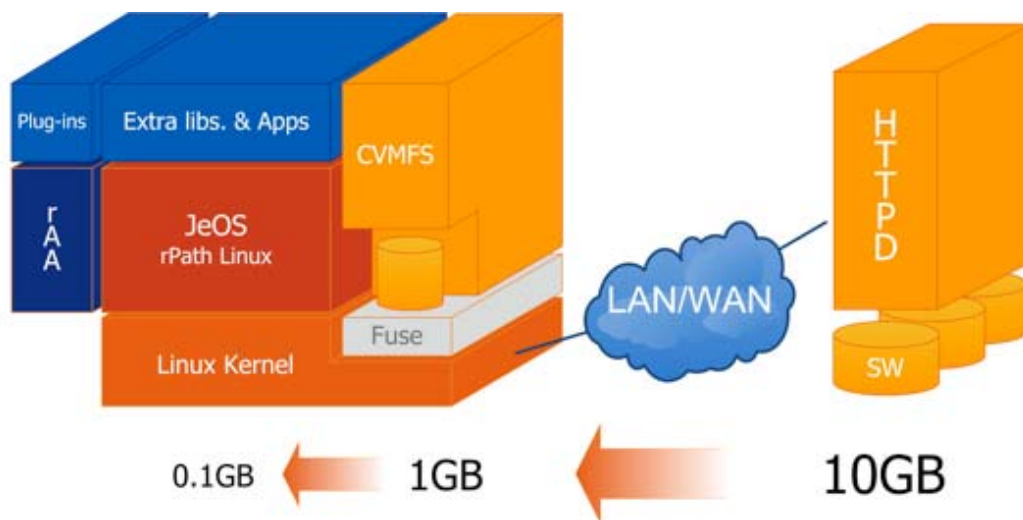 Plug-ins
Extra libs. & Apps
CVMFS
rAA
JeOS
rPath Linux
Fuse
Linux Kernel
LAN/WAN
HTTPD
SW
0.1GB
1GB
10GB